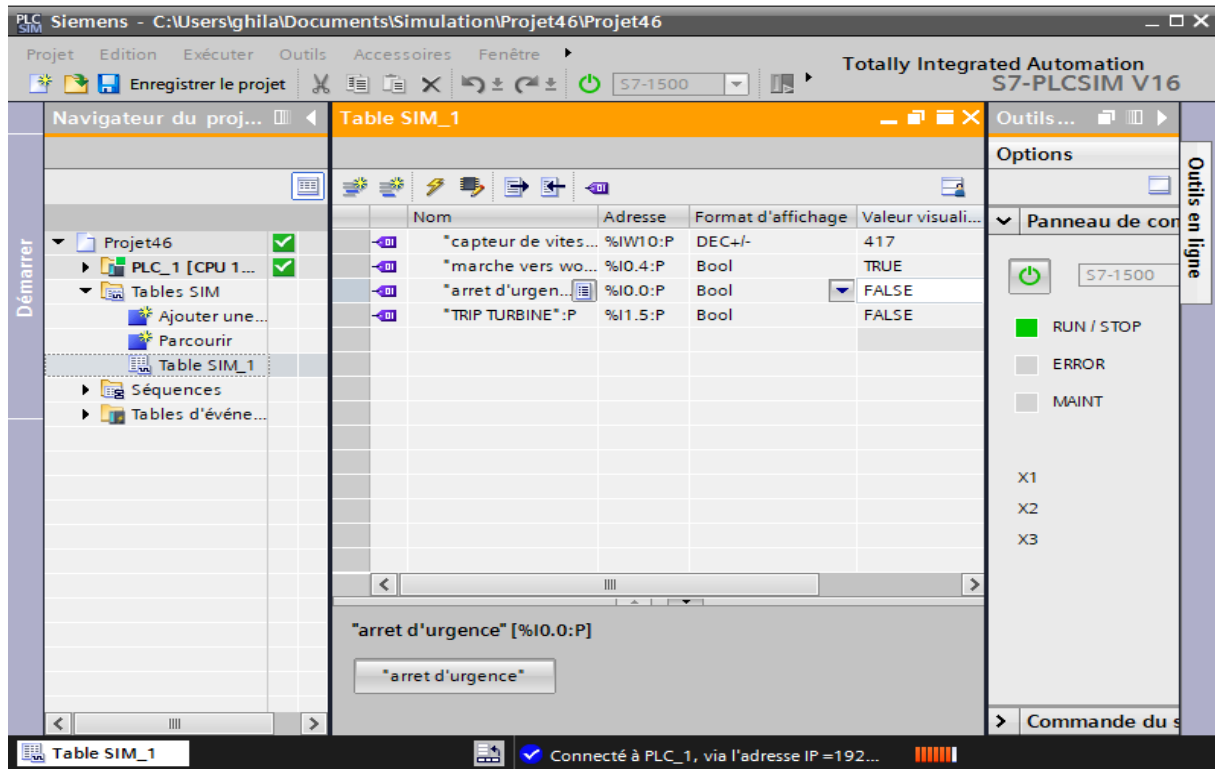 PLC SIM Siemens - C:\Users\ghila\Documents\Simulation\Projet46\Projet46
Projet Edition Exécuter Outils Accessoires Fenêtre
Totally Integrated Automation
S7-PLCSIM V16
Enregistrer le projet S7-1500
Navigateur du proj...
Table SIM_1
Outils...
Options
Outils en ligne
Démarrer
Nom Adresse Format d'affichage Valeur visuali...
"capteur de vites... %IW10:P DEC+/- 417
"marche vers wo... %I0.4:P Bool TRUE
"arret d'urgen... %I0.0:P Bool FALSE
"TRIP TURBINE":P %I1.5:P Bool FALSE
Projet46
PLC_1 [CPU 1...
Tables SIM
Ajouter une...
Parcourir
Table SIM_1
Séquences
Tables d'événe...
Panneau de con
S7-1500
RUN / STOP
ERROR
MAINT
X1
X2
X3
"arret d'urgence" [%I0.0:P]
"arret d'urgence"
Commande du s
Table SIM_1
Connecté à PLC_1, via l'adresse IP =192...